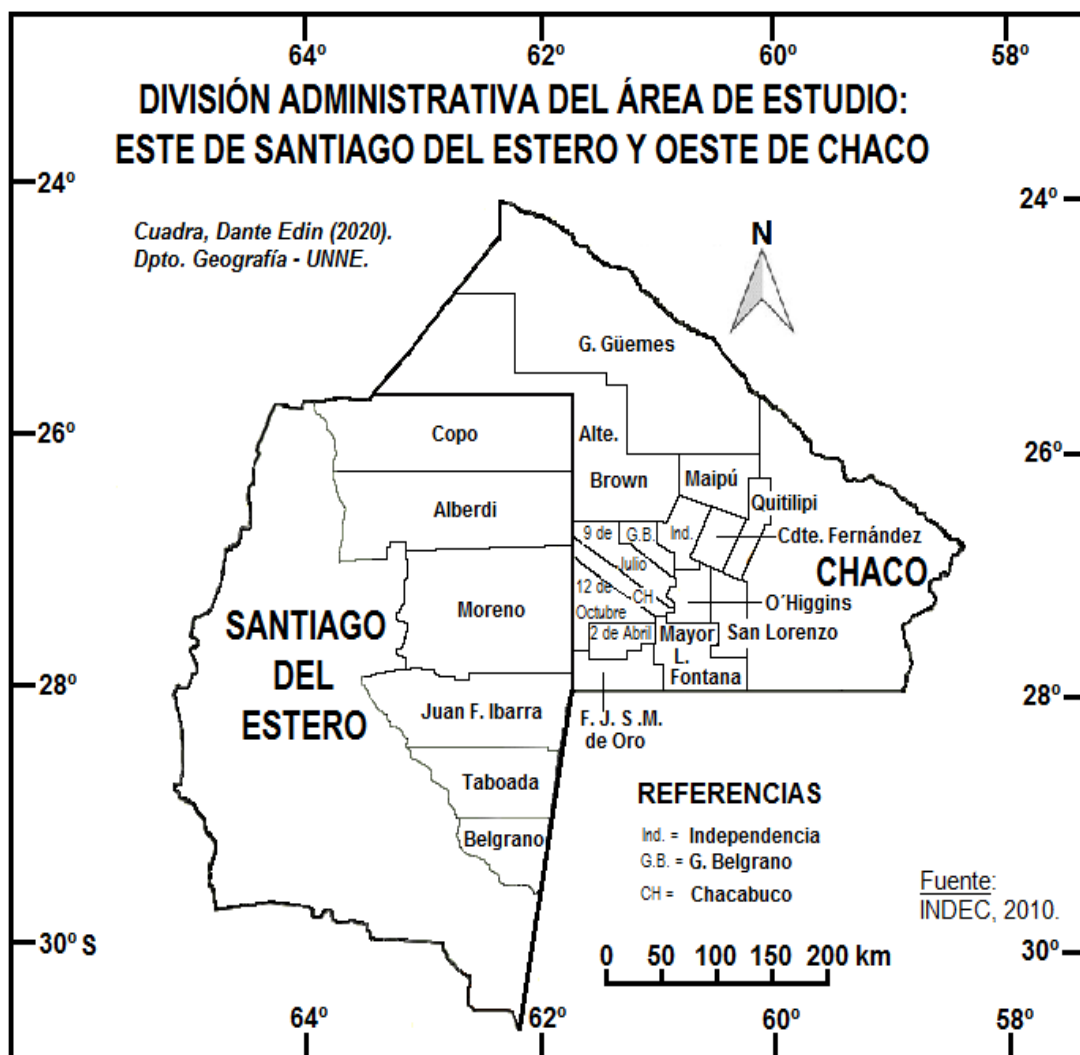 64º 62º 60º 58º
DIVISIÓN ADMINISTRATIVA DEL ÁREA DE ESTUDIO:
ESTE DE SANTIAGO DEL ESTERO Y OESTE DE CHACO
24º
24º
Cuadra, Dante Edin (2020).
Dpto. Geografía - UNNE.
N
G. Güemes
26º
Copo
Alte.
26º
Brown
Maipú
Alberdi
Quitilipi
9 de
G.B.
Ind.
Cdte. Fernández
Julio
CHACO
12 de
CH
Octubre
O´Higgins
Moreno
SANTIAGO
DEL
ESTERO
2 de Abril
Mayor
L.
Fontana
San Lorenzo
28º
28º
Juan F. Ibarra
F. J. S .M.
de Oro
Taboada
Belgrano
REFERENCIAS
Ind. = Independencia
G.B. = G. Belgrano
CH = Chacabuco
Fuente:
INDEC, 2010.
30º S
30º
0 50 100 150 200 km
64º 62º 60º 58º